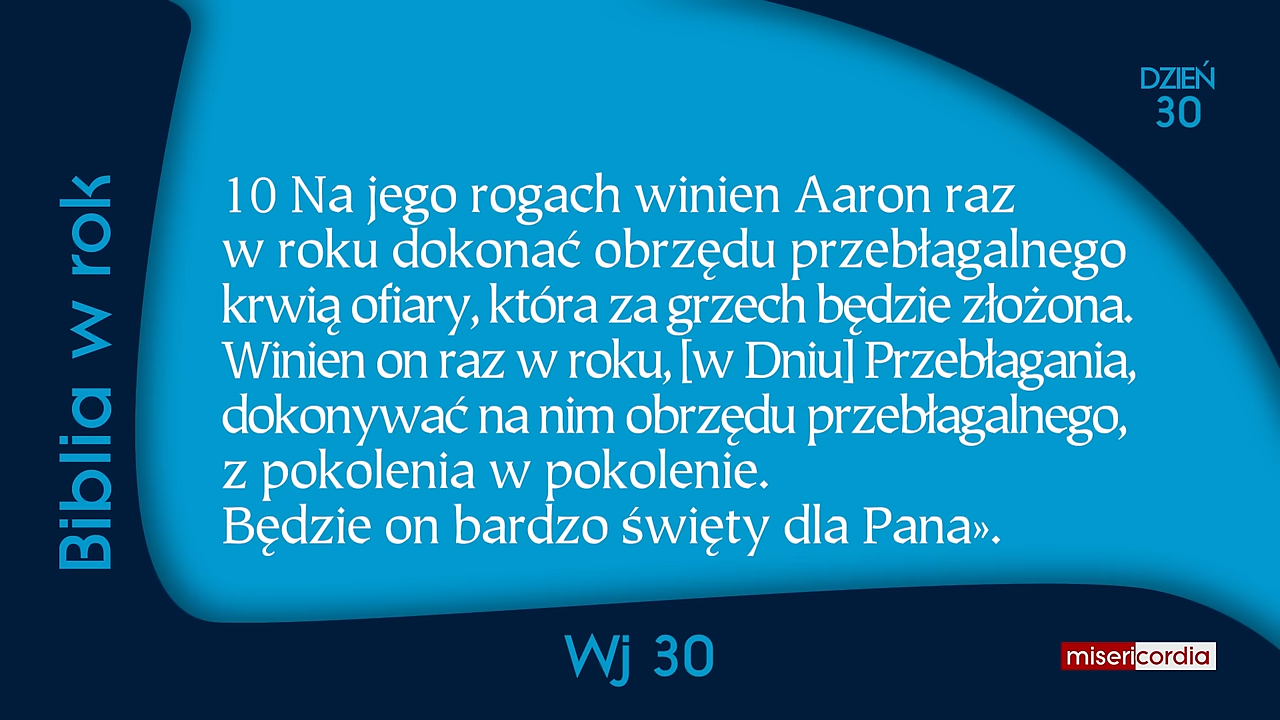 DZIEŃ
30
Biblia w rok
10 Na jego rogach winien Aaron raz
w roku dokonać obrzędu przebłagalnego
krwią ofiary, która za grzech będzie złożona.
Winien on raz w roku, [w Dniu] Przebłagania,
dokonywać na nim obrzędu przebłagalnego,
z pokolenia w pokolenie.
Będzie on bardzo święty dla Pana».
Wj 30
misericordia